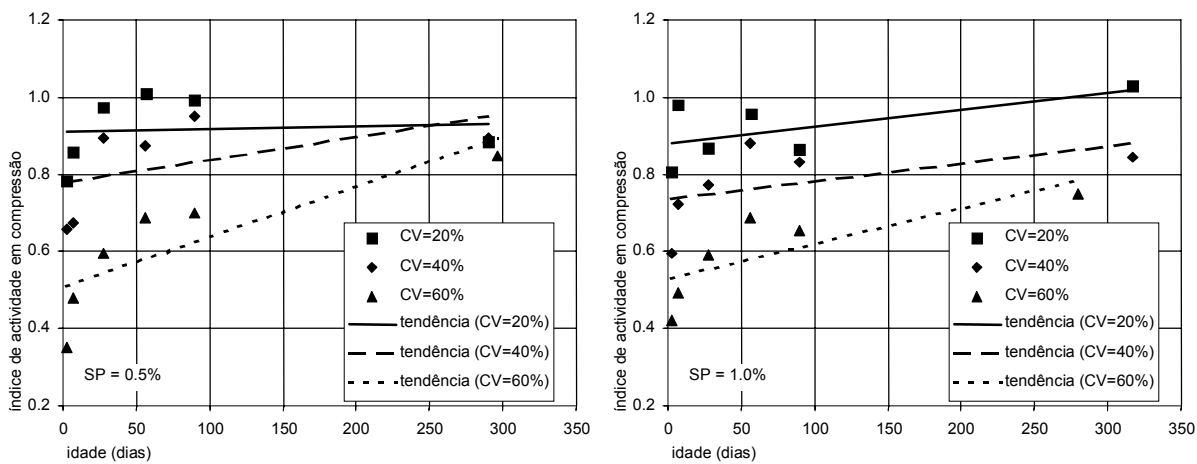 índice de actividade em compressão
1.2
1.0
0.8
0.6
0.4
0.2
SP = 0.5%
CV=20%
CV=40%
CV=60%
tendência (CV=20%)
tendência (CV=40%)
tendência (CV=60%)
0 50 100 150 200 250 300 350
idade (dias)
índice de actividade em compressão
1.2
1.0
0.8
0.6
0.4
0.2
SP = 1.0%
CV=20%
CV=40%
CV=60%
tendência (CV=20%)
tendência (CV=40%)
tendência (CV=60%)
0 50 100 150 200 250 300 350
idade (dias)